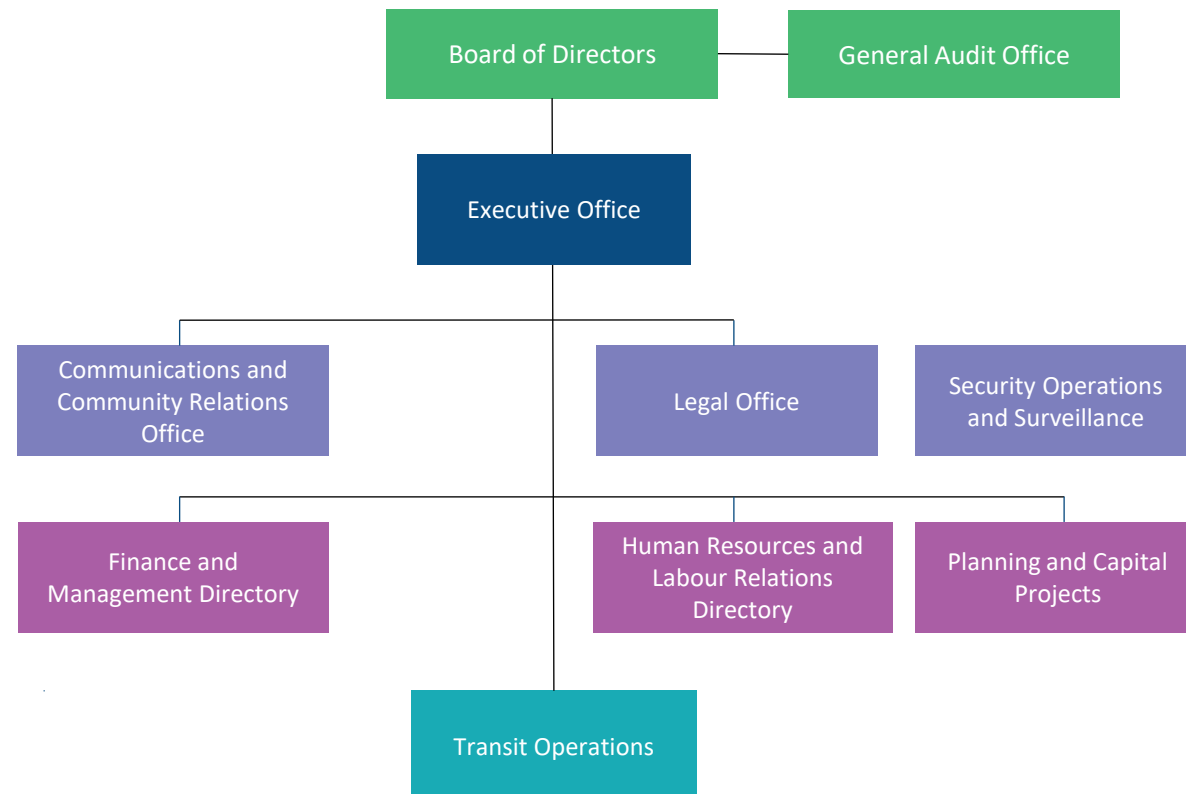 Board of Directors
General Audit Office
Executive Office
Communications and
Community Relations
Office
Legal Office
Security Operations
and Surveillance
Finance and
Management Directory
Human Resources and
Labour Relations
Directory
Planning and Capital
Projects
Transit Operations